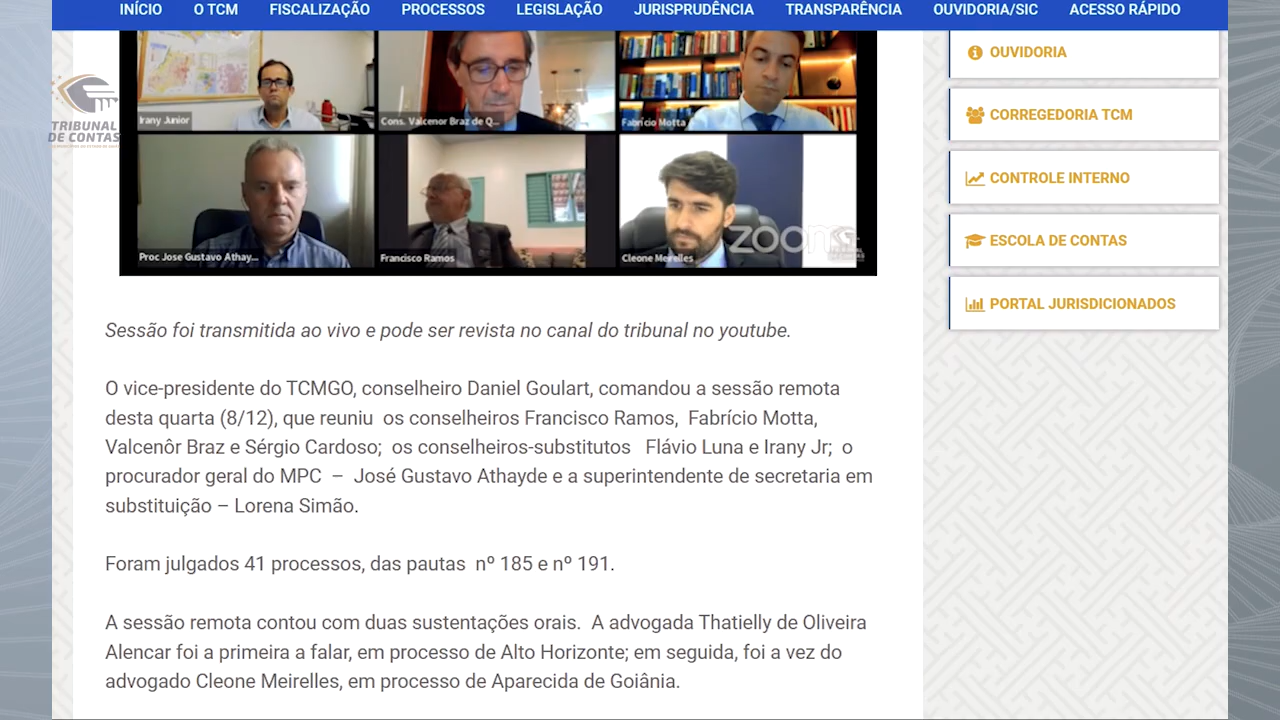 INÍCIO O TCM FISCALIZAÇÃO PROCESSOS LEGISLAÇÃO JURISPRUDÊNCIA TRANSPARÊNCIA OUVIDORIA/SIC ACESSO RÁPIDO
TRIBUNAL
DE CONTAS
Irany Junior
Cons. Valcenor Braz de Q...
Fabrício Motta
Proc Jose Gustavo Athay...
Francisco Ramos
Cleone Meirelles
zoom
Sessão foi transmitida ao vivo e pode ser revista no canal do tribunal no youtube.
O vice-presidente do TCMGO, conselheiro Daniel Goulart, comandou a sessão remota
desta quarta (8/12), que reuniu os conselheiros Francisco Ramos, Fabrício Motta,
Valcenôr Braz e Sérgio Cardoso; os conselheiros-substitutos Flávio Luna e Irany Jr; o
procurador geral do MPC – José Gustavo Athayde e a superintendente de secretaria em
substituição – Lorena Simão.
Foram julgados 41 processos, das pautas nº 185 e nº 191.
A sessão remota contou com duas sustentações orais. A advogada Thatielly de Oliveira
Alencar foi a primeira a falar, em processo de Alto Horizonte; em seguida, foi a vez do
advogado Cleone Meirelles, em processo de Aparecida de Goiânia.
OUVIDORIA
CORREGEDORIA TCM
CONTROLE INTERNO
ESCOLA DE CONTAS
PORTAL JURISDICIONADOS